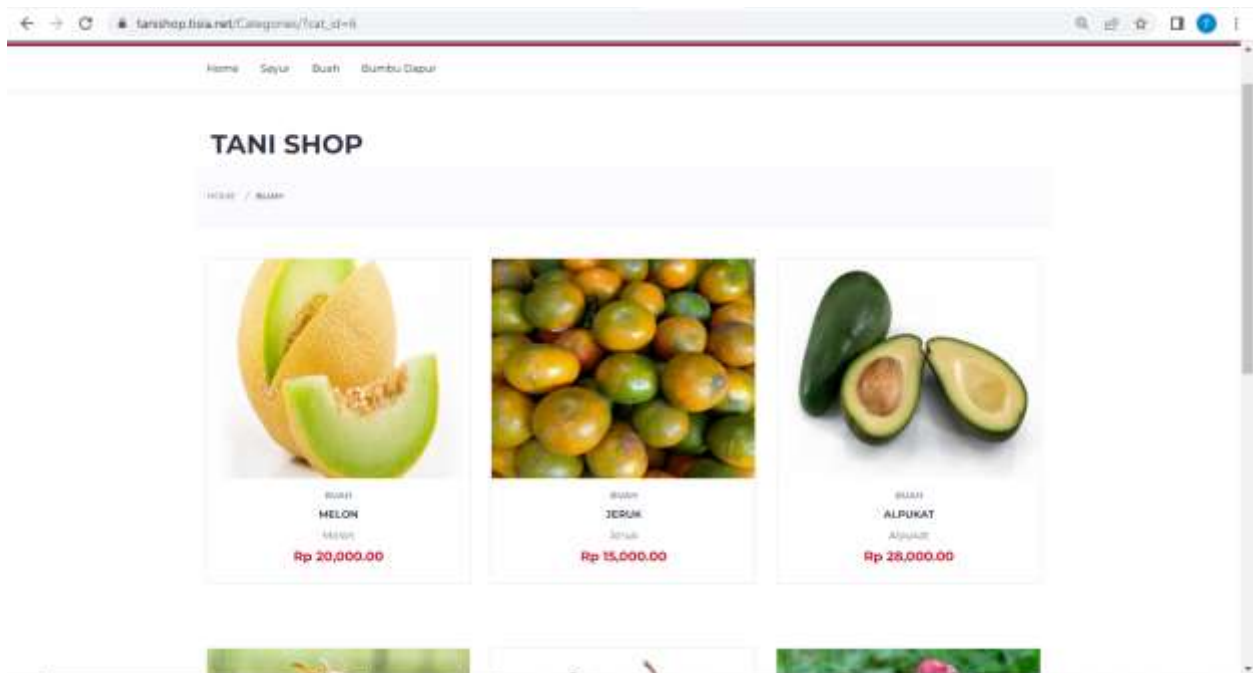 tanishop.tisia.net/Categories/?cat_id=6
Home Sayur Buah Bumbu Dapur
TANI SHOP
HOME / BUAH
BUAH
MELON
Melon
Rp 20,000.00
BUAH
JERUK
Jeruk
Rp 15,000.00
BUAH
ALPUKAT
Alpukat
Rp 28,000.00